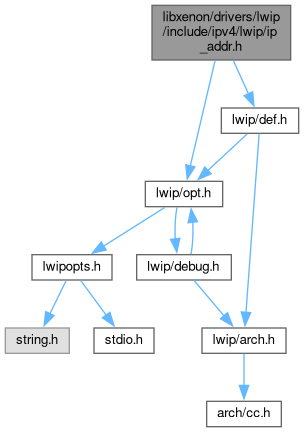 libxenon/drivers/lwip
/include/ipv4/lwip/ip
_addr.h
lwip/def.h
lwip/opt.h
lwipopts.h
lwip/debug.h
string.h
stdio.h
lwip/arch.h
arch/cc.h